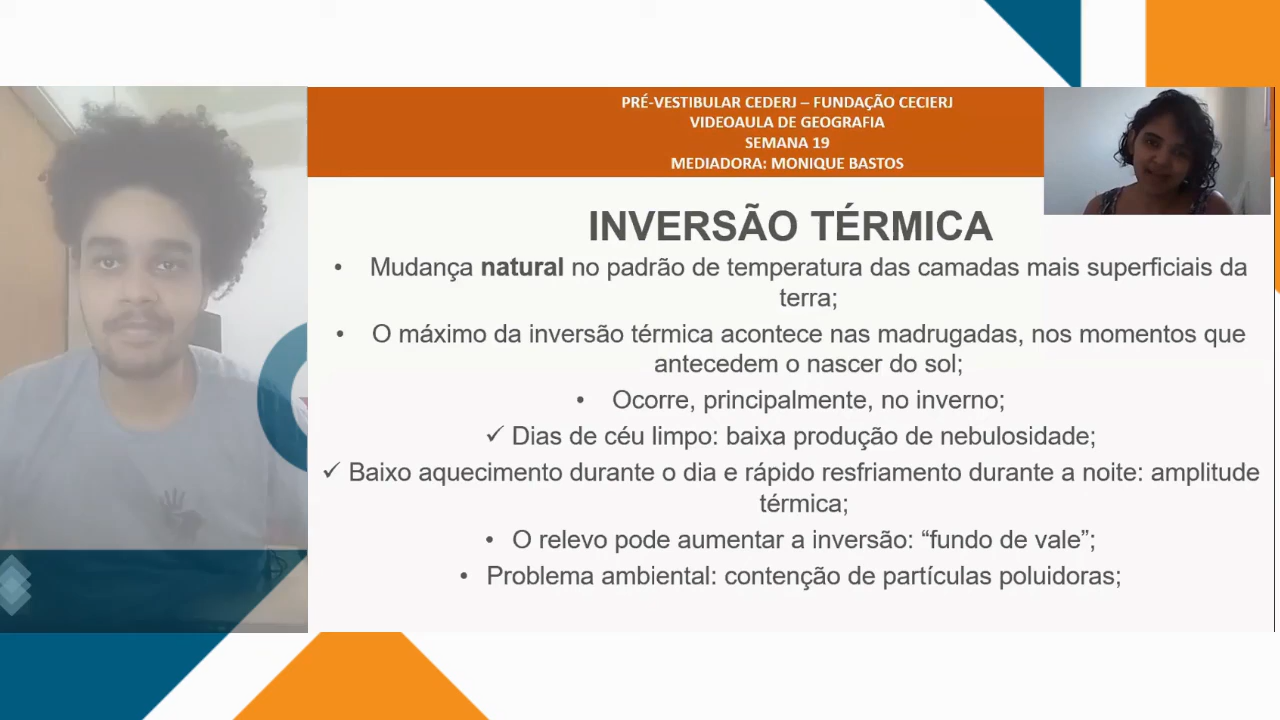 PRÉ-VESTIBULAR CEDERJ – FUNDAÇÃO CECIERJ
VIDEOAULA DE GEOGRAFIA
SEMANA 19
MEDIADORA: MONIQUE BASTOS
INVERSÃO TÉRMICA
• Mudança natural no padrão de temperatura das camadas mais superficiais da
terra;
• O máximo da inversão térmica acontece nas madrugadas, nos momentos que
antecedem o nascer do sol;
• Ocorre, principalmente, no inverno;
✓ Dias de céu limpo: baixa produção de nebulosidade;
✓ Baixo aquecimento durante o dia e rápido resfriamento durante a noite: amplitude
térmica;
• O relevo pode aumentar a inversão: “fundo de vale”;
• Problema ambiental: contenção de partículas poluidoras;